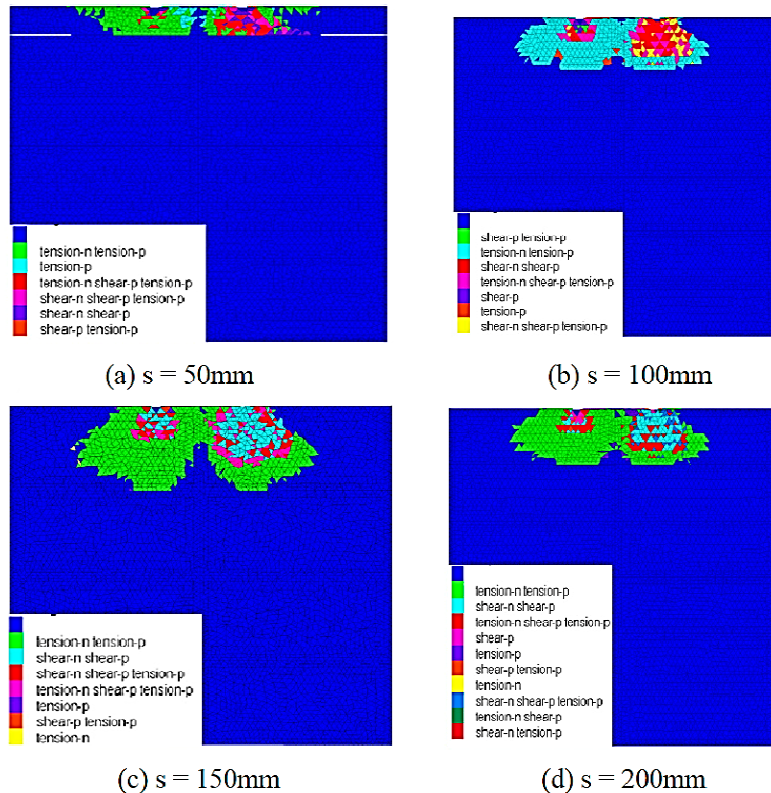 tension-n tension-p
tension-p
tension-n shear-p tension-p
shear-n shear-p tension-p
shear-n shear-p
shear-p tension-p
(a) s = 50mm
shear-p tension-p
tension-n tension-p
shear-n shear-p
tension-n shear-p tension-p
shear-p
tension-p
shear-n shear-p tension-p
(b) s = 100mm
tension-n tension-p
shear-n shear-p
shear-n shear-p tension-p
tension-n shear-p tension-p
tension-p
shear-p tension-p
tension-n
(c) s = 150mm
tension-n tension-p
shear-n shear-p
tension-n shear-p tension-p
shear-p
tension-p
shear-p tension-p
tension-n
shear-n shear-p tension-p
tension-n shear-p
shear-n tension-p
(d) s = 200mm